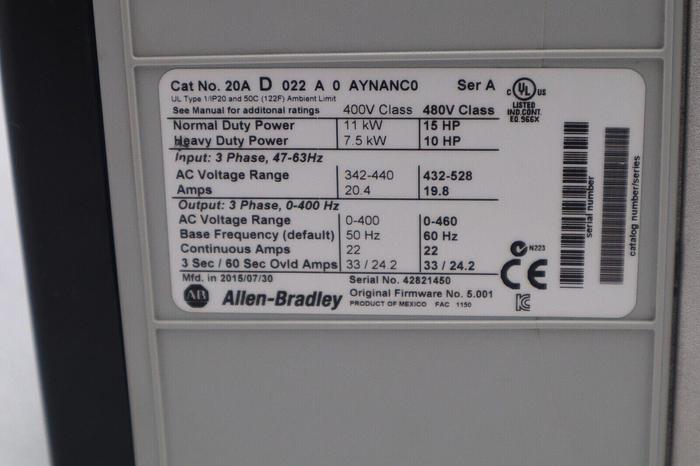 Cat No. 20A D 022 A 0 AYNANC0 Ser A
UL Type 1/IP20 and 50C (122F) Ambient Limit
See Manual for additonal ratings 400V Class 480V Class
Normal Duty Power 11 kW 15 HP
Heavy Duty Power 7.5 kW 10 HP
Input: 3 Phase, 47-63Hz
AC Voltage Range 342-440 432-528
Amps 20.4 19.8
Output: 3 Phase, 0-400 Hz
AC Voltage Range 0-400 0-460
Base Frequency (default) 50 Hz 60 Hz
Continuous Amps 22 22
3 Sec / 60 Sec Ovld Amps 33 / 24.2 33 / 24.2
Mfd. in 2015/07/30 Serial No. 42821450
AB Allen-Bradley Original Firmware No. 5.001
PRODUCT OF MEXICO FAC 1150
C UL US
LISTED
IND.CONT.
EQ.966X
N223
CE
serial number
catalog number/series